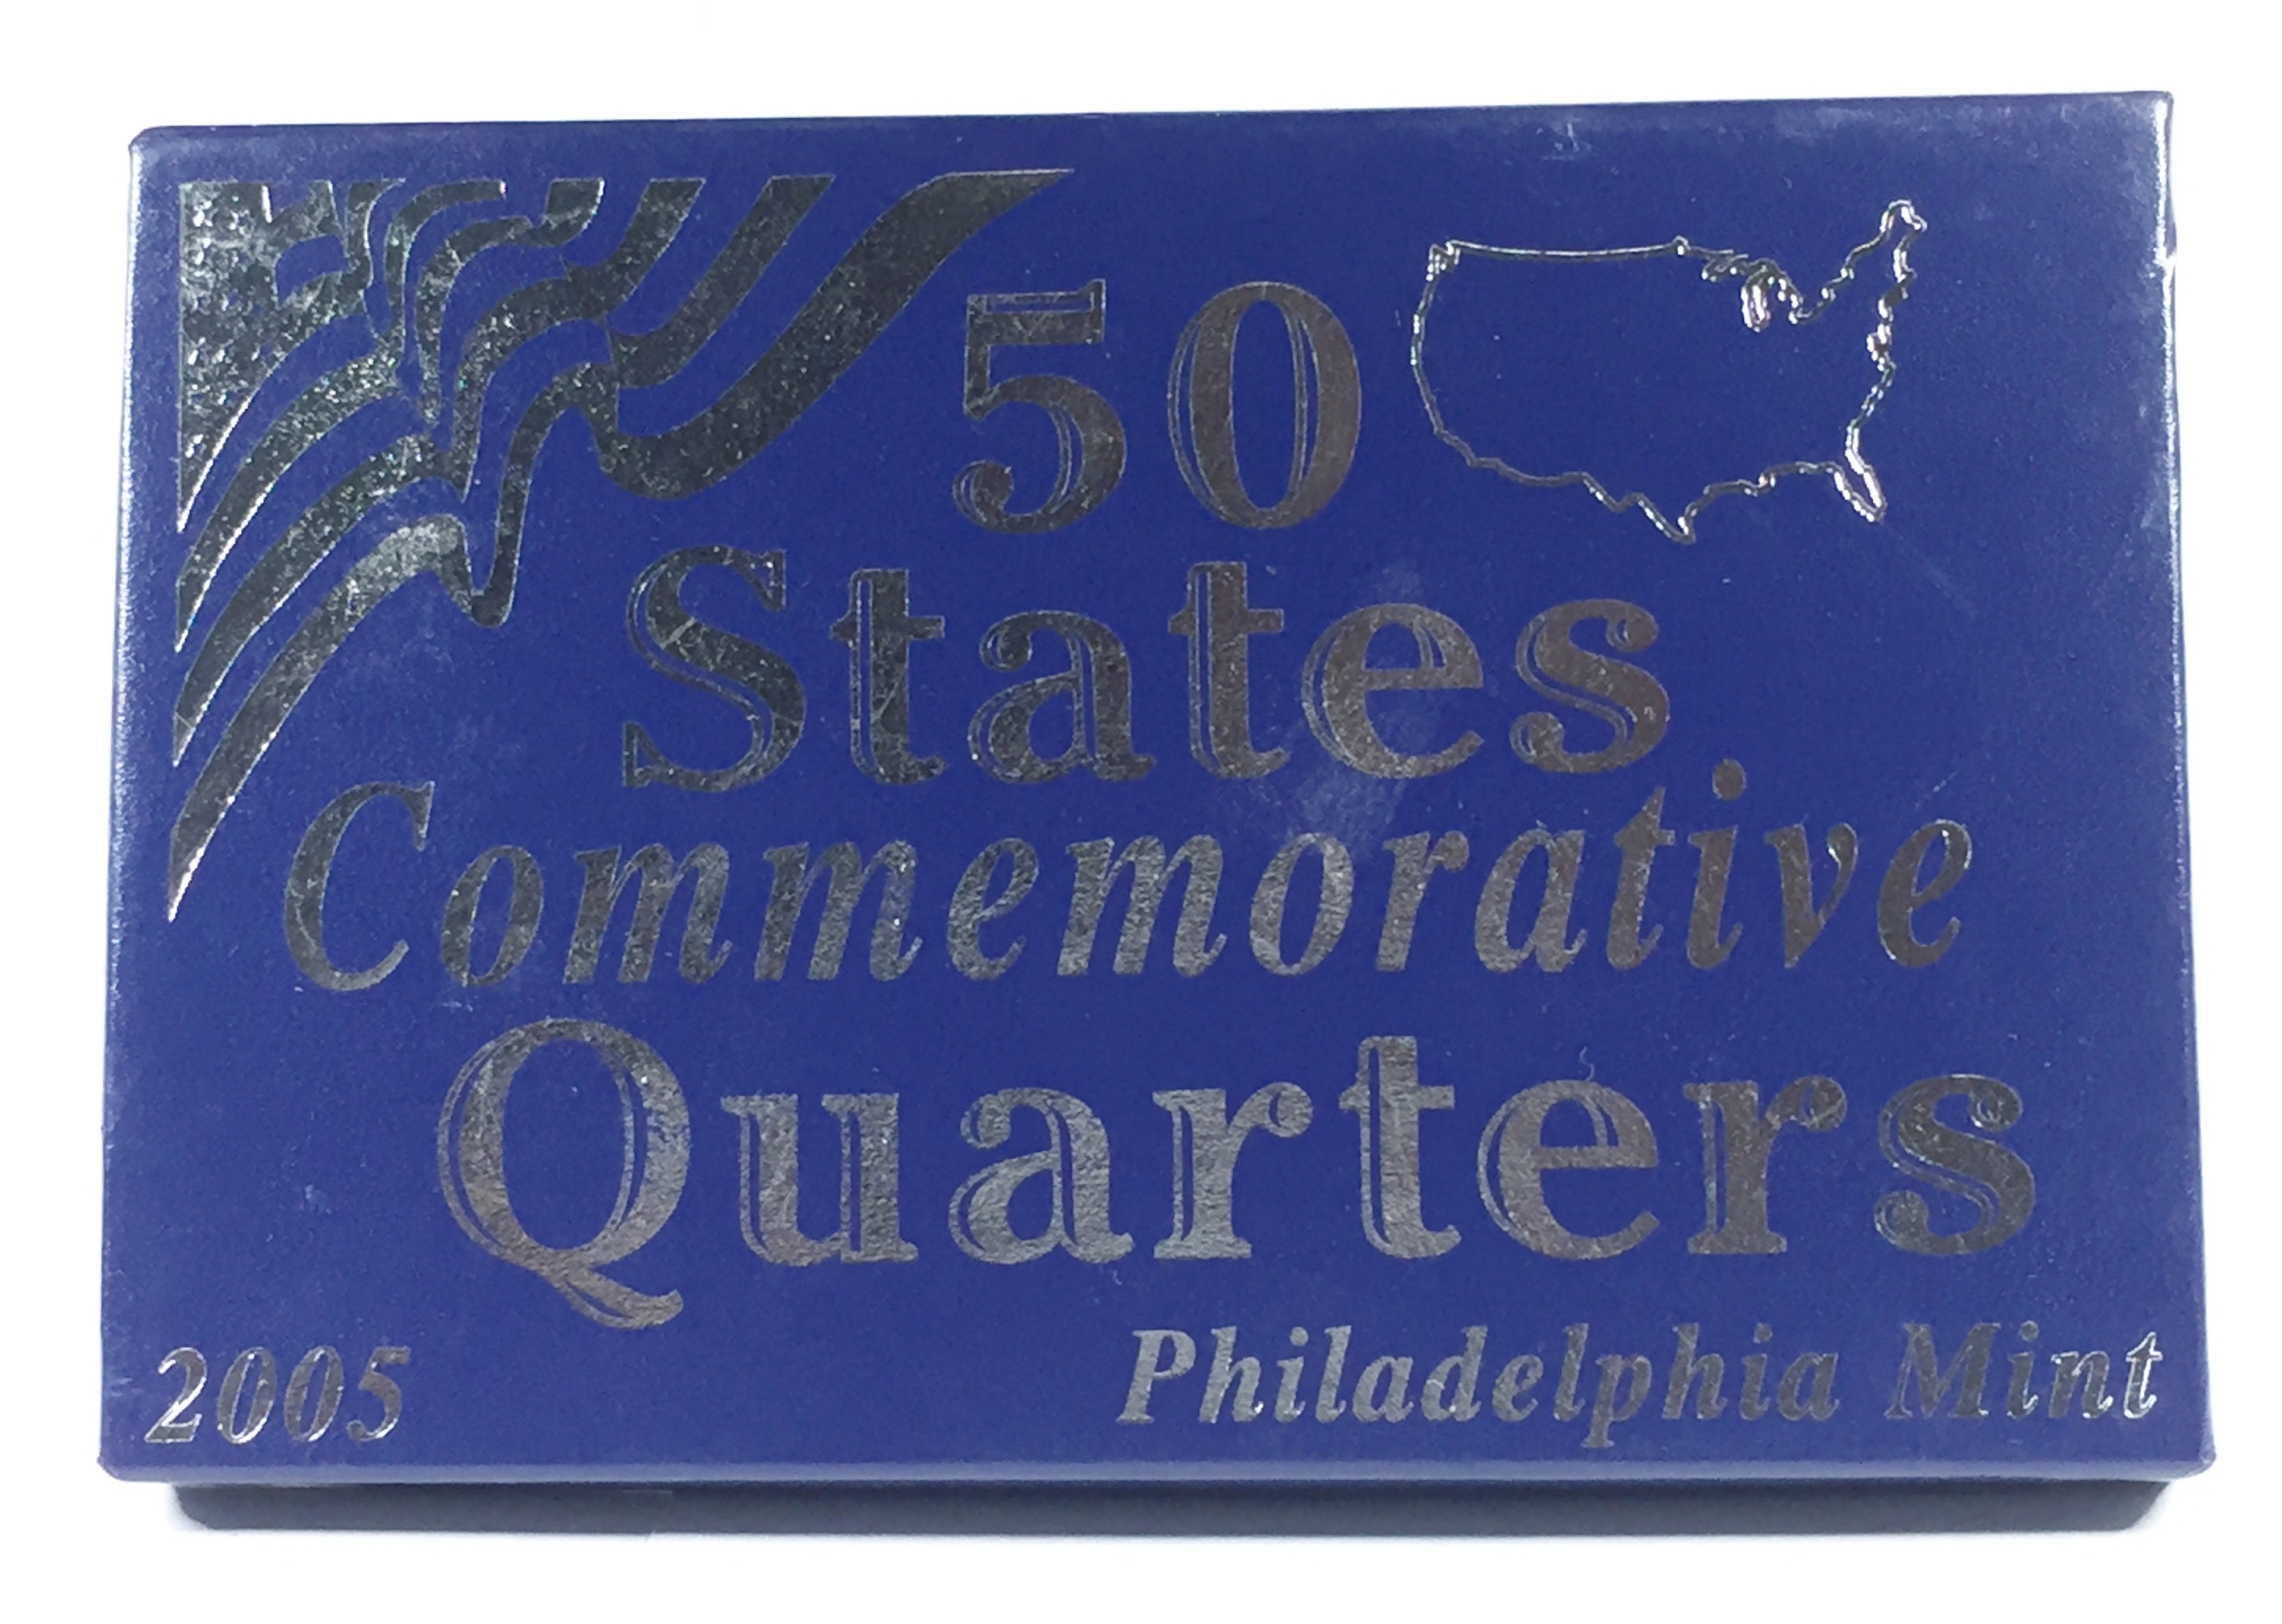 50
States
Commemorative
Quarters
2005
Philadelphia Mint